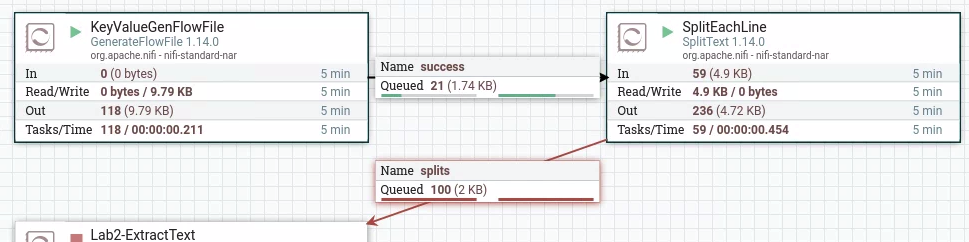 KeyValueGenFlowFile
GenerateFlowFile 1.14.0
org.apache.nifi - nifi-standard-nar
In 0 (0 bytes) 5 min
Read/Write 0 bytes / 9.79 KB 5 min
Out 118 (9.79 KB) 5 min
Tasks/Time 118 / 00:00:00.211 5 min
Name success
Queued 21 (1.74 KB)
SplitEachLine
SplitText 1.14.0
org.apache.nifi - nifi-standard-nar
In 59 (4.9 KB) 5 min
Read/Write 4.9 KB / 0 bytes 5 min
Out 236 (4.72 KB) 5 min
Tasks/Time 59 / 00:00:00.454 5 min
Name splits
Queued 100 (2 KB)
Lab2-ExtractText